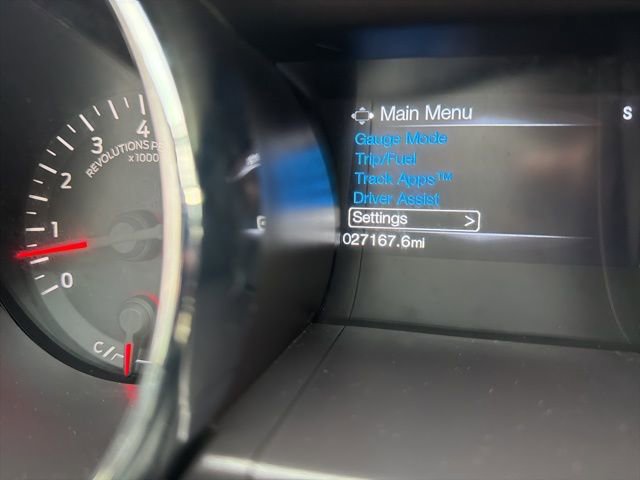 Main Menu
S
Gauge Mode
Trip/Fuel
Track Apps™
Driver Assist
Settings >
027167.6mi
4
3
REVOLUTIONS
x1000
2
1
0
C